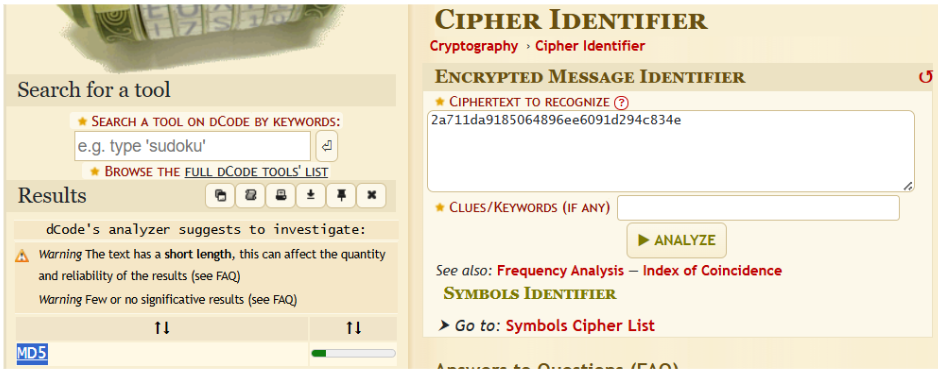 Search for a tool
★ SEARCH A TOOL ON DCODE BY KEYWORDS:
e.g. type 'sudoku'
★ BROWSE THE FULL DCODE TOOLS' LIST
Results
dCode's analyzer suggests to investigate:
Warning The text has a short length, this can affect the quantity
and reliability of the results (see FAQ)
Warning Few or no significative results (see FAQ)
↑↓ ↑↓
MD5
CIPHER IDENTIFIER
Cryptography › Cipher Identifier
ENCRYPTED MESSAGE IDENTIFIER
★ CIPHERTEXT TO RECOGNIZE ?
2a711da9185064896ee6091d294c834e
★ CLUES/KEYWORDS (IF ANY)
▶ ANALYZE
See also: Frequency Analysis — Index of Coincidence
SYMBOLS IDENTIFIER
➤ Go to: Symbols Cipher List
Answers to Questions (FAQ)